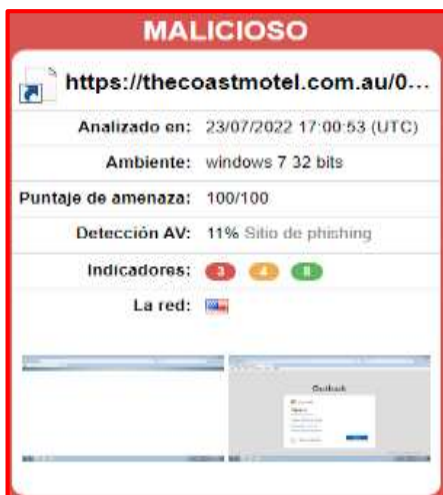 MALICIOSO
https://thecoastmotel.com.au/0...
Analizado en: 23/07/2022 17:00:53 (UTC)
Ambiente: windows 7 32 bits
Puntaje de amenaza: 100/100
Detección AV: 11% Sitio de phishing
Indicadores: 3 4 8
La red:
Outlook